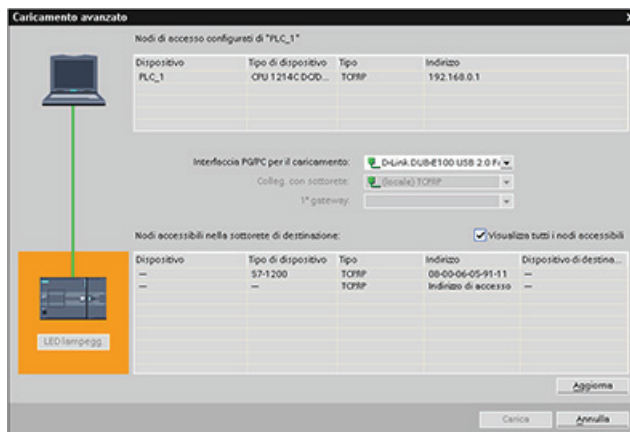 Caricamento avanzato
Nodi di accesso configurati di "PLC_1"
Dispositivo Tipo di dispositivo Tipo Indirizzo
PLC_1 CPU 1214C DC/D... TCP/IP 192.168.0.1
Interfaccia PG/PC per il caricamento: D-Link DUB-E100 USB 2.0 Fa
Colleg. con sottorete: (locale) TCP/IP
1° gateway:
Nodi accessibili nella sottorete di destinazione: Visualizza tutti i nodi accessibili
Dispositivo Tipo di dispositivo Tipo Indirizzo Dispositivo di destina...
— S7-1200 TCP/IP 08-00-06-05-91-11 —
— — TCP/IP Indirizzo di accesso —
LED lampegg.
Aggiorna
Carica Annulla